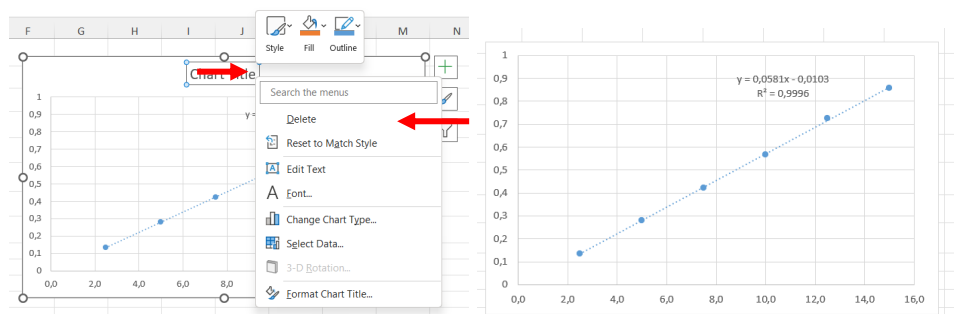 F G H I J M N
Style Fill Outline
Chart Title
Search the menus
Delete
Reset to Match Style
Edit Text
Font...
Change Chart Type...
Select Data...
3-D Rotation...
Format Chart Title...
y =
1
0,9
0,8
0,7
0,6
0,5
0,4
0,3
0,2
0,1
0
0,0 2,0 4,0 6,0 8,0
y = 0,0581x - 0,0103
R² = 0,9996
1
0,9
0,8
0,7
0,6
0,5
0,4
0,3
0,2
0,1
0
0,0 2,0 4,0 6,0 8,0 10,0 12,0 14,0 16,0